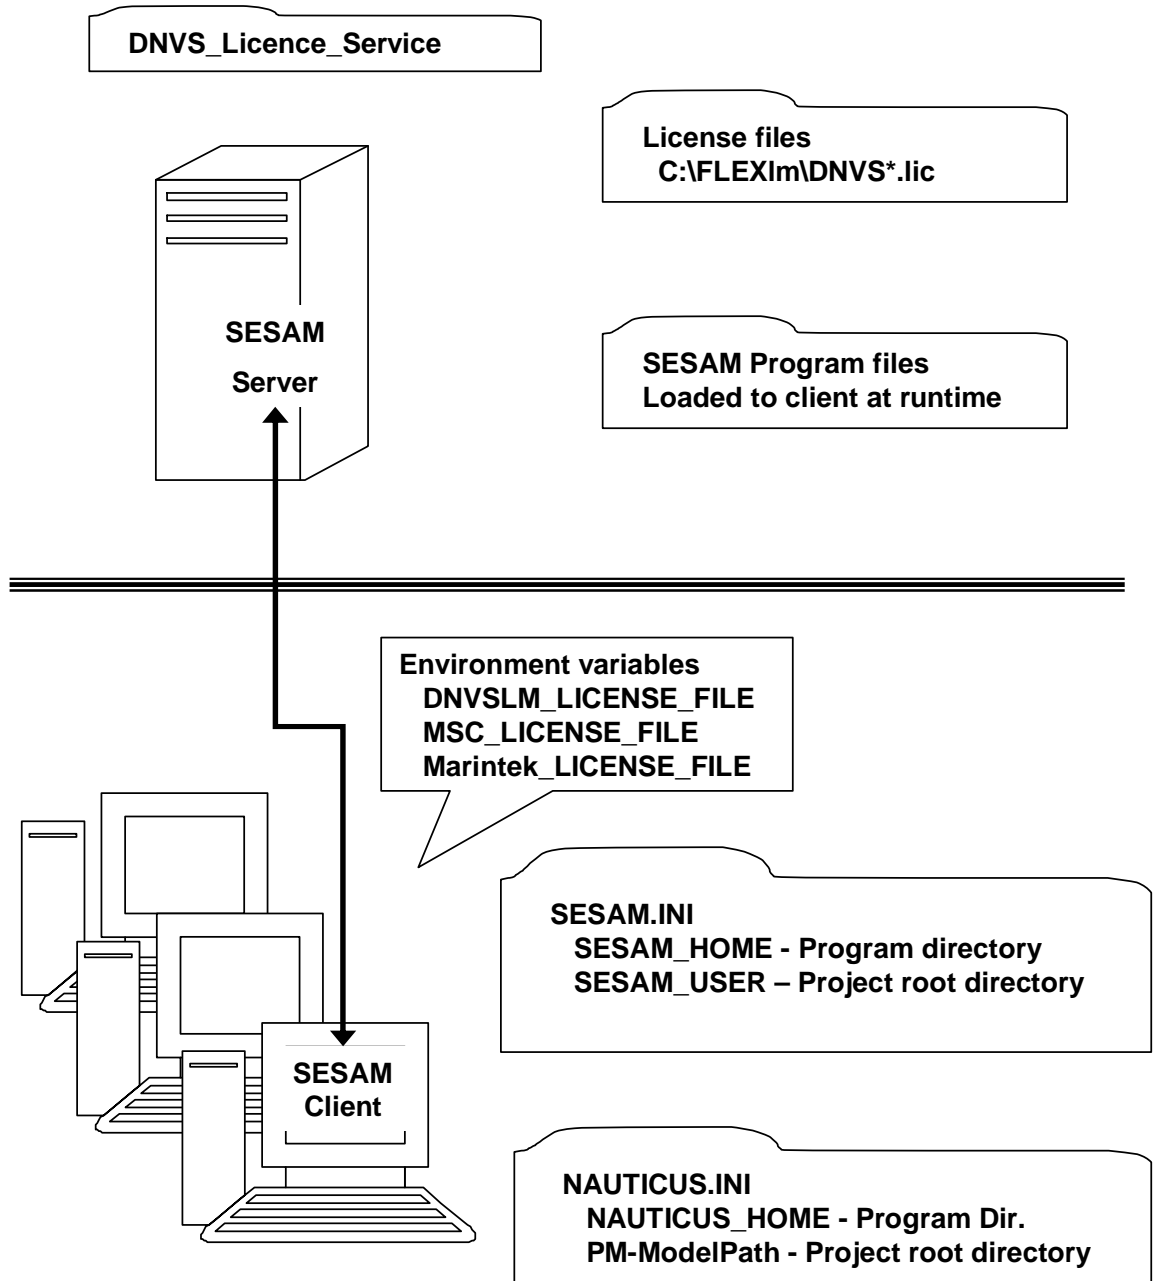 DNVS_Licence_Service
License files
C:\FLEXlm\DNVS*.lic
SESAM
Server
SESAM Program files
Loaded to client at runtime
Environment variables
DNVSLM_LICENSE_FILE
MSC_LICENSE_FILE
Marintek_LICENSE_FILE
SESAM.INI
SESAM_HOME - Program directory
SESAM_USER – Project root directory
SESAM
Client
NAUTICUS.INI
NAUTICUS_HOME - Program Dir.
PM-ModelPath - Project root directory